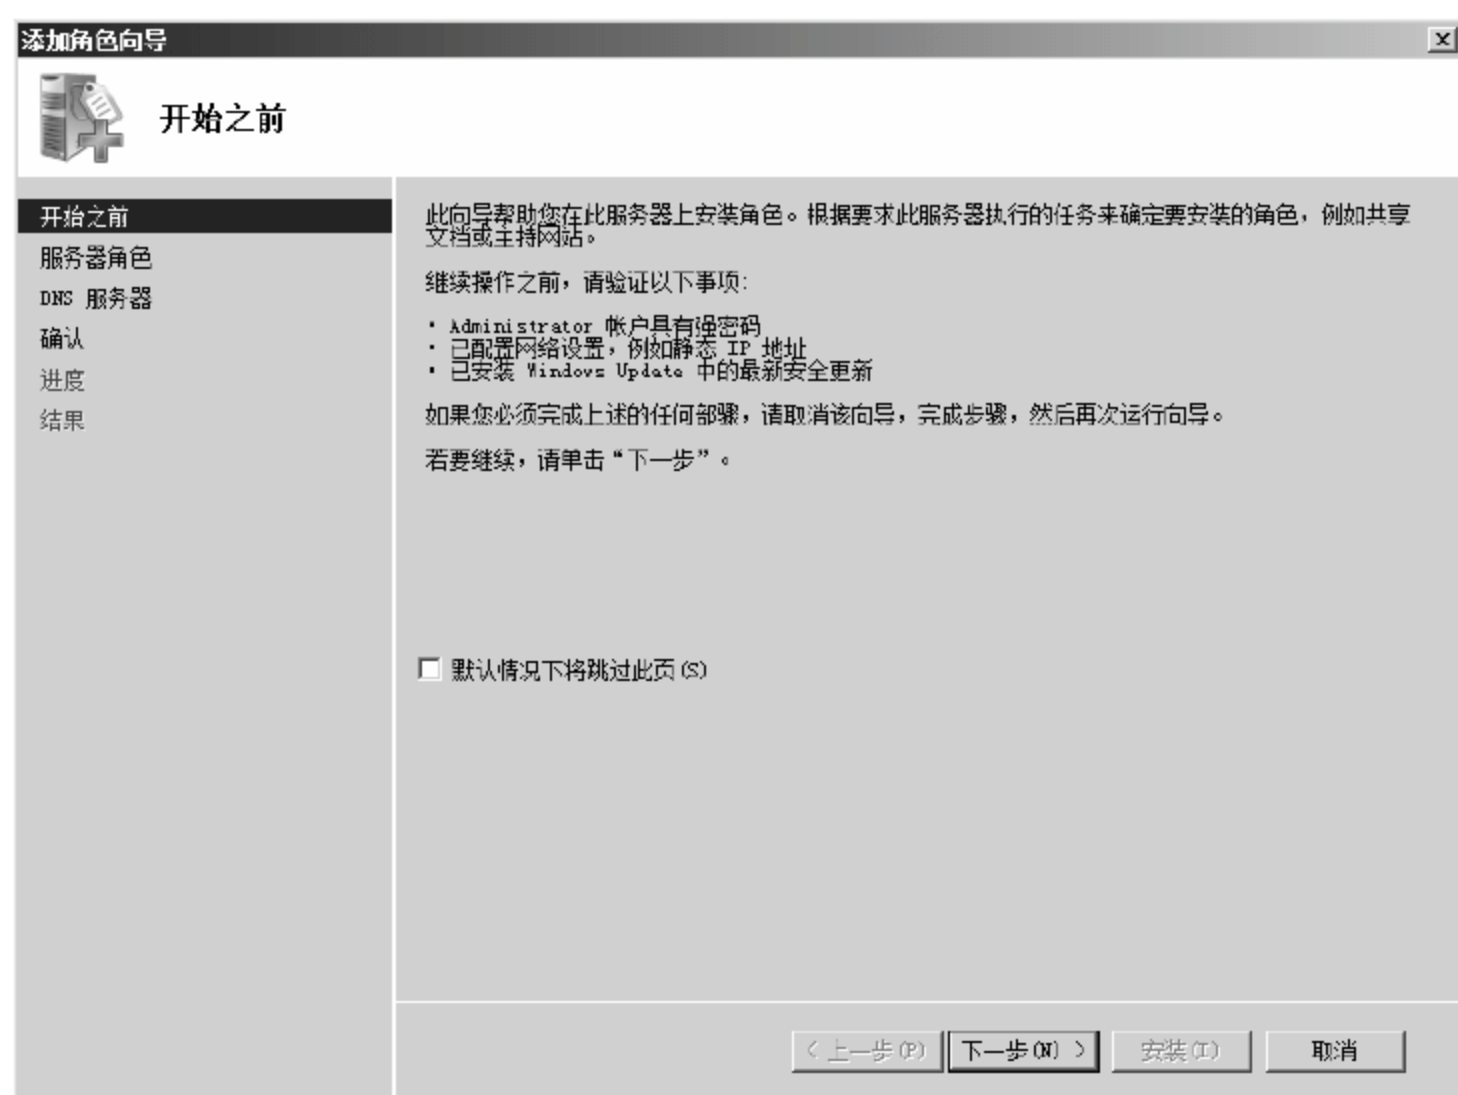 添加角色向导
开始之前
开始之前
服务器角色
DNS 服务器
确认
进度
结果
此向导帮助您在此服务器上安装角色。根据要求此服务器执行的任务来确定要安装的角色，例如共享
文档或主持网站。
继续操作之前，请验证以下事项:
· Administrator 帐户具有强密码
· 已配置网络设置，例如静态 IP 地址
· 已安装 Windows Update 中的最新安全更新
如果您必须完成上述的任何部骤，请取消该向导，完成步骤，然后再次运行向导。
若要继续，请单击“下一步”。
默认情况下将跳过此页(S)
< 上一步(P) 下一步(N) > 安装(I) 取消